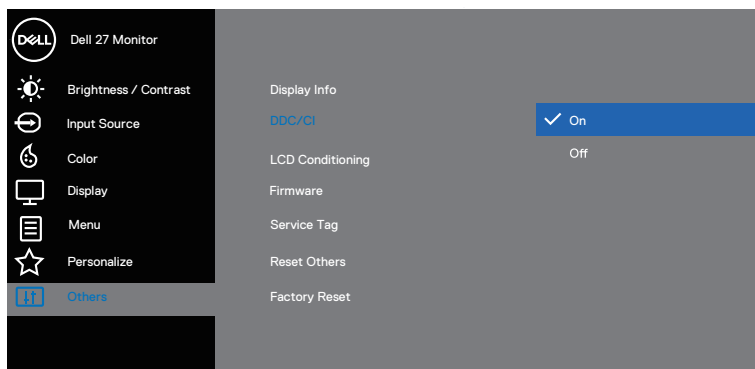 DELL
Dell 27 Monitor
Brightness / Contrast
Input Source
Color
Display
Menu
Personalize
Others
Display Info
DDC/CI
LCD Conditioning
Firmware
Service Tag
Reset Others
Factory Reset
On
Off